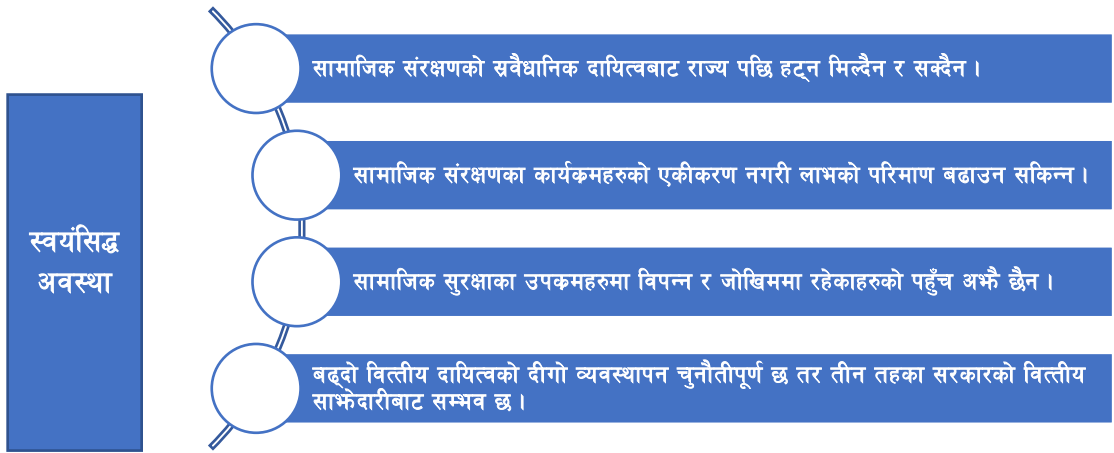 स्वयंसिद्ध
अवस्था
सामाजिक संरक्षणको स्रवैधानिक दायित्वबाट राज्य पछि हट्न मिल्दैन र सक्दैन ।
सामाजिक संरक्षणका कार्यक्रमहरुको एकीकरण नगरी लाभको परिमाण बढाउन सकिन्न ।
सामाजिक सुरक्षाका उपक्रमहरुमा विपन्न र जोखिममा रहेकाहरुको पहुँच अझै छैन ।
बढ्दो वित्तीय दायित्वको दीगो व्यवस्थापन चुनौतीपूर्ण छ तर तीन तहका सरकारको वित्तीय
साझेदारीबाट सम्भव छ ।